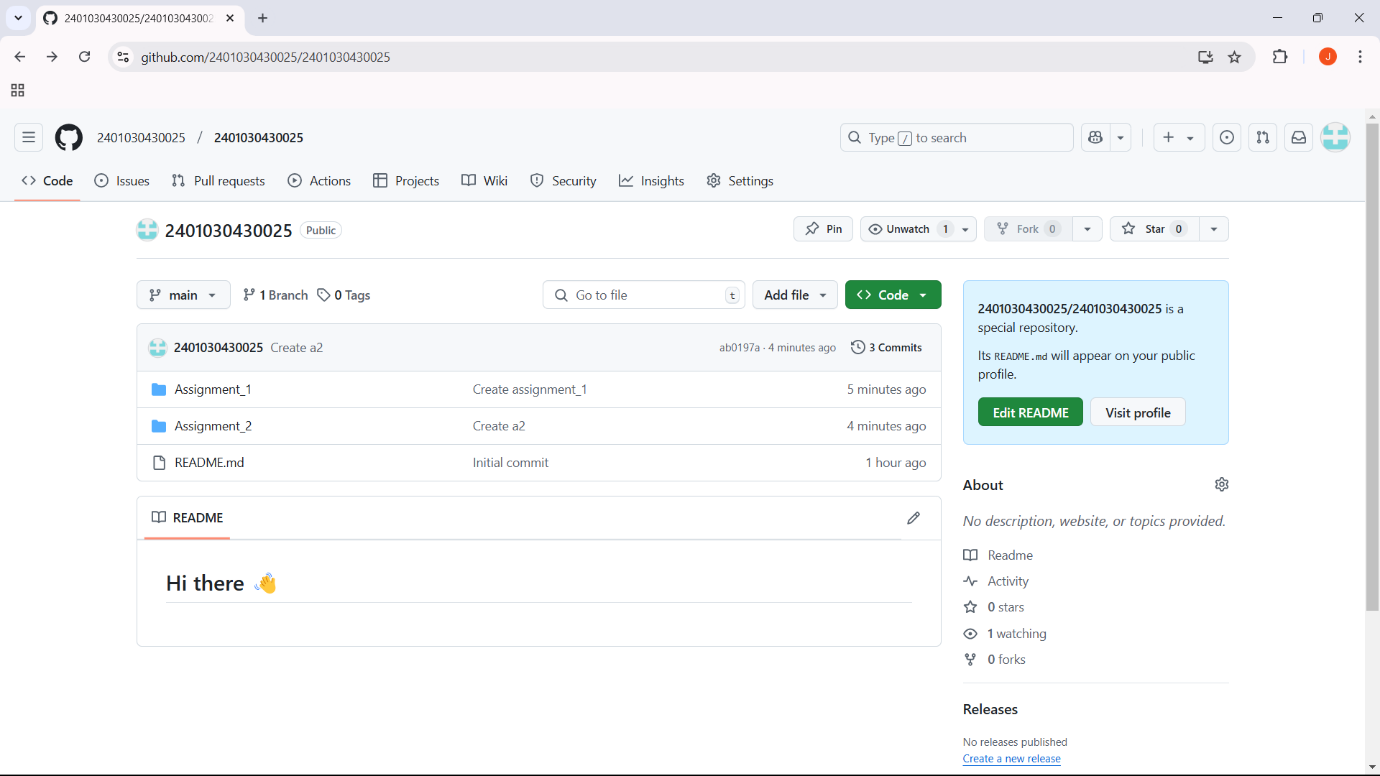 2401030430025/2401030430025
github.com/2401030430025/2401030430025
J
2401030430025 / 2401030430025
Type / to search
Code Issues Pull requests Actions Projects Wiki Security Insights Settings
2401030430025 Public
Pin Unwatch 1 Fork 0 Star 0
main 1 Branch 0 Tags
Go to file t Add file Code
2401030430025 Create a2 ab0197a · 4 minutes ago 3 Commits
Assignment_1 Create assignment_1 5 minutes ago
Assignment_2 Create a2 4 minutes ago
README.md Initial commit 1 hour ago
README
Hi there 👋
2401030430025/2401030430025 is a
special repository.
Its README.md will appear on your public
profile.
Edit README Visit profile
About
No description, website, or topics provided.
Readme
Activity
0 stars
1 watching
0 forks
Releases
No releases published
Create a new release